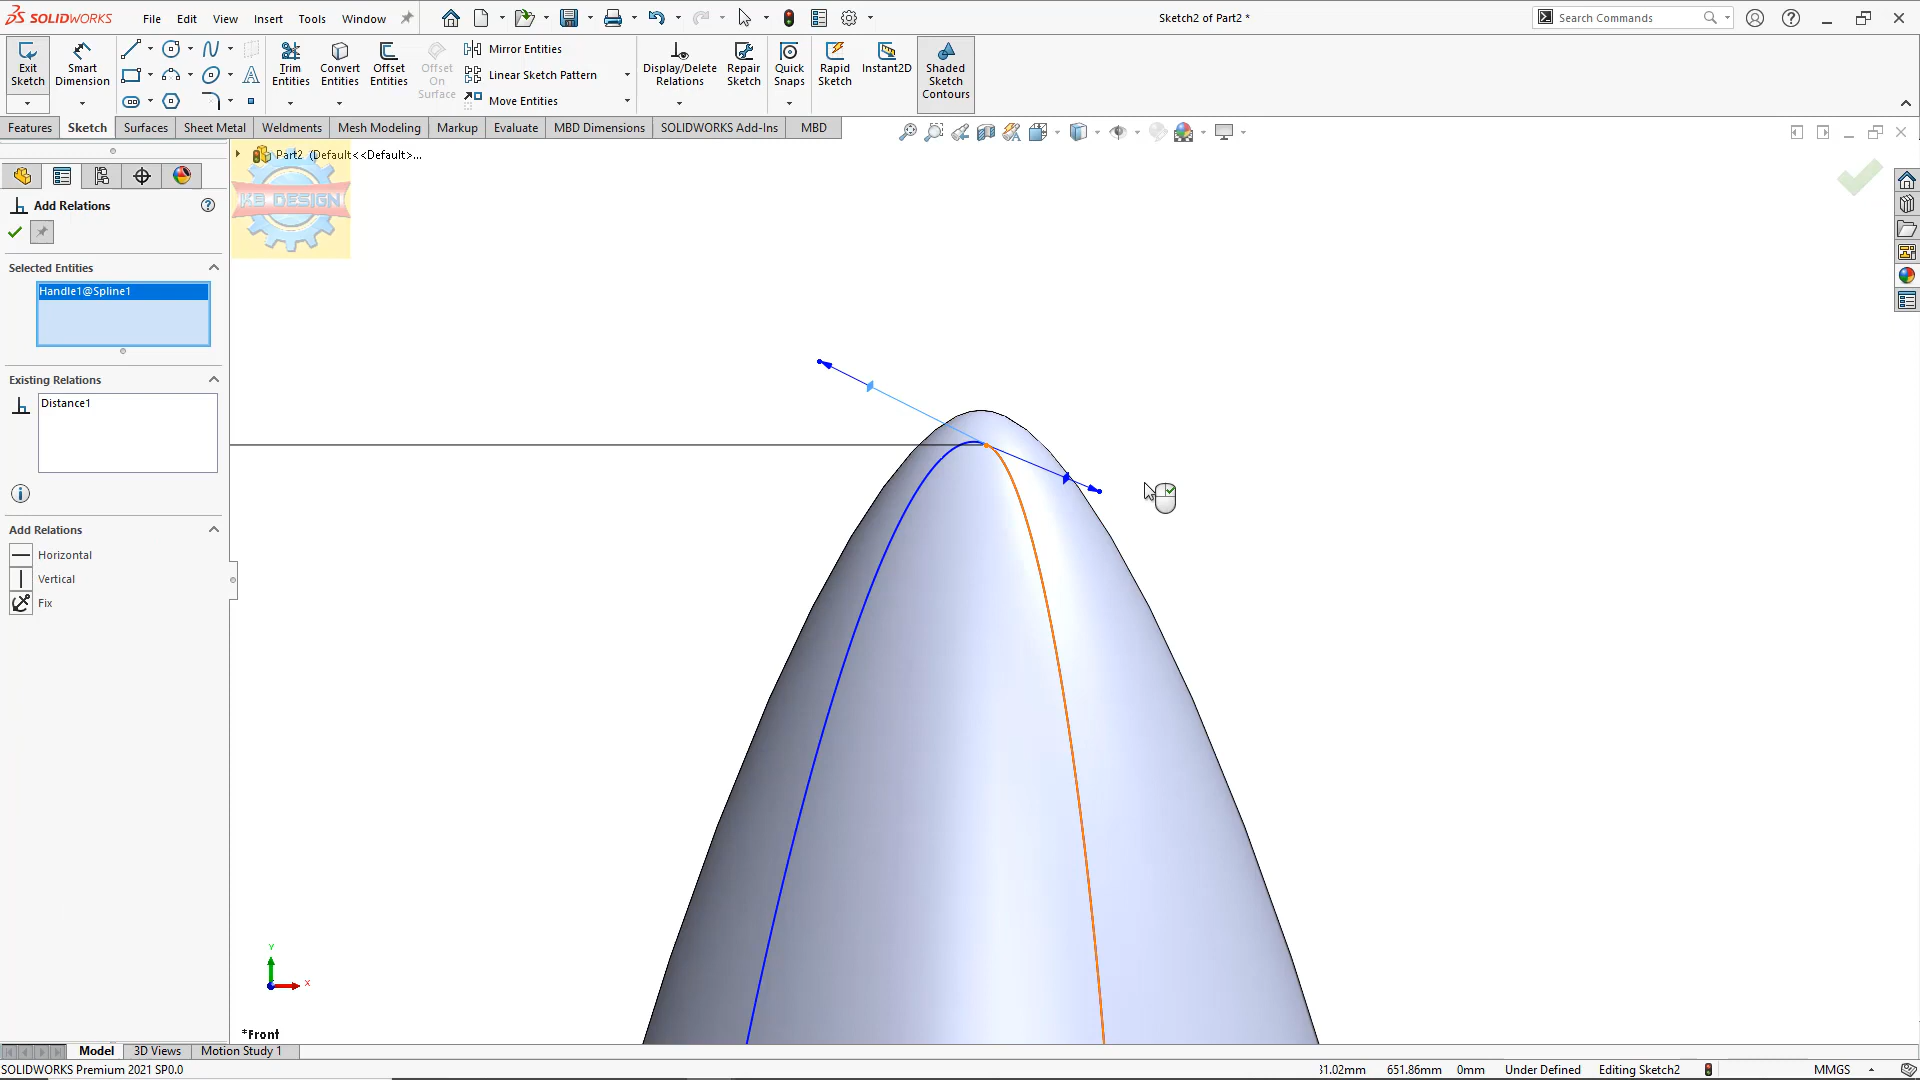 SOLIDWORKS File Edit View Insert Tools Window
Sketch2 of Part2 *
Search Commands
Exit Sketch
Smart Dimension
Trim Entities
Convert Entities
Offset Entities
Offset On Surface
Mirror Entities
Linear Sketch Pattern
Move Entities
Display/Delete Relations
Repair Sketch
Quick Snaps
Rapid Sketch
Instant2D
Shaded Sketch Contours
Features Sketch Surfaces Sheet Metal Weldments Mesh Modeling Markup Evaluate MBD Dimensions SOLIDWORKS Add-Ins MBD
Part2 (Default<<Default>...
KB DESIGN
Add Relations
Selected Entities
Handle1@Spline1
Existing Relations
Distance1
Add Relations
Horizontal
Vertical
Fix
Y
X
*Front
Model 3D Views Motion Study 1
SOLIDWORKS Premium 2021 SP0.0
31.02mm 651.86mm 0mm Under Defined Editing Sketch2 MMGS